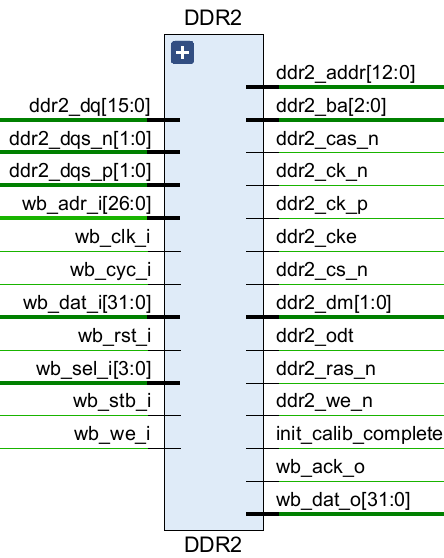 DDR2
ddr2_dq[15:0]
ddr2_dqs_n[1:0]
ddr2_dqs_p[1:0]
wb_adr_i[26:0]
wb_clk_i
wb_cyc_i
wb_dat_i[31:0]
wb_rst_i
wb_sel_i[3:0]
wb_stb_i
wb_we_i
ddr2_addr[12:0]
ddr2_ba[2:0]
ddr2_cas_n
ddr2_ck_n
ddr2_ck_p
ddr2_cke
ddr2_cs_n
ddr2_dm[1:0]
ddr2_odt
ddr2_ras_n
ddr2_we_n
init_calib_complete
wb_ack_o
wb_dat_o[31:0]
DDR2